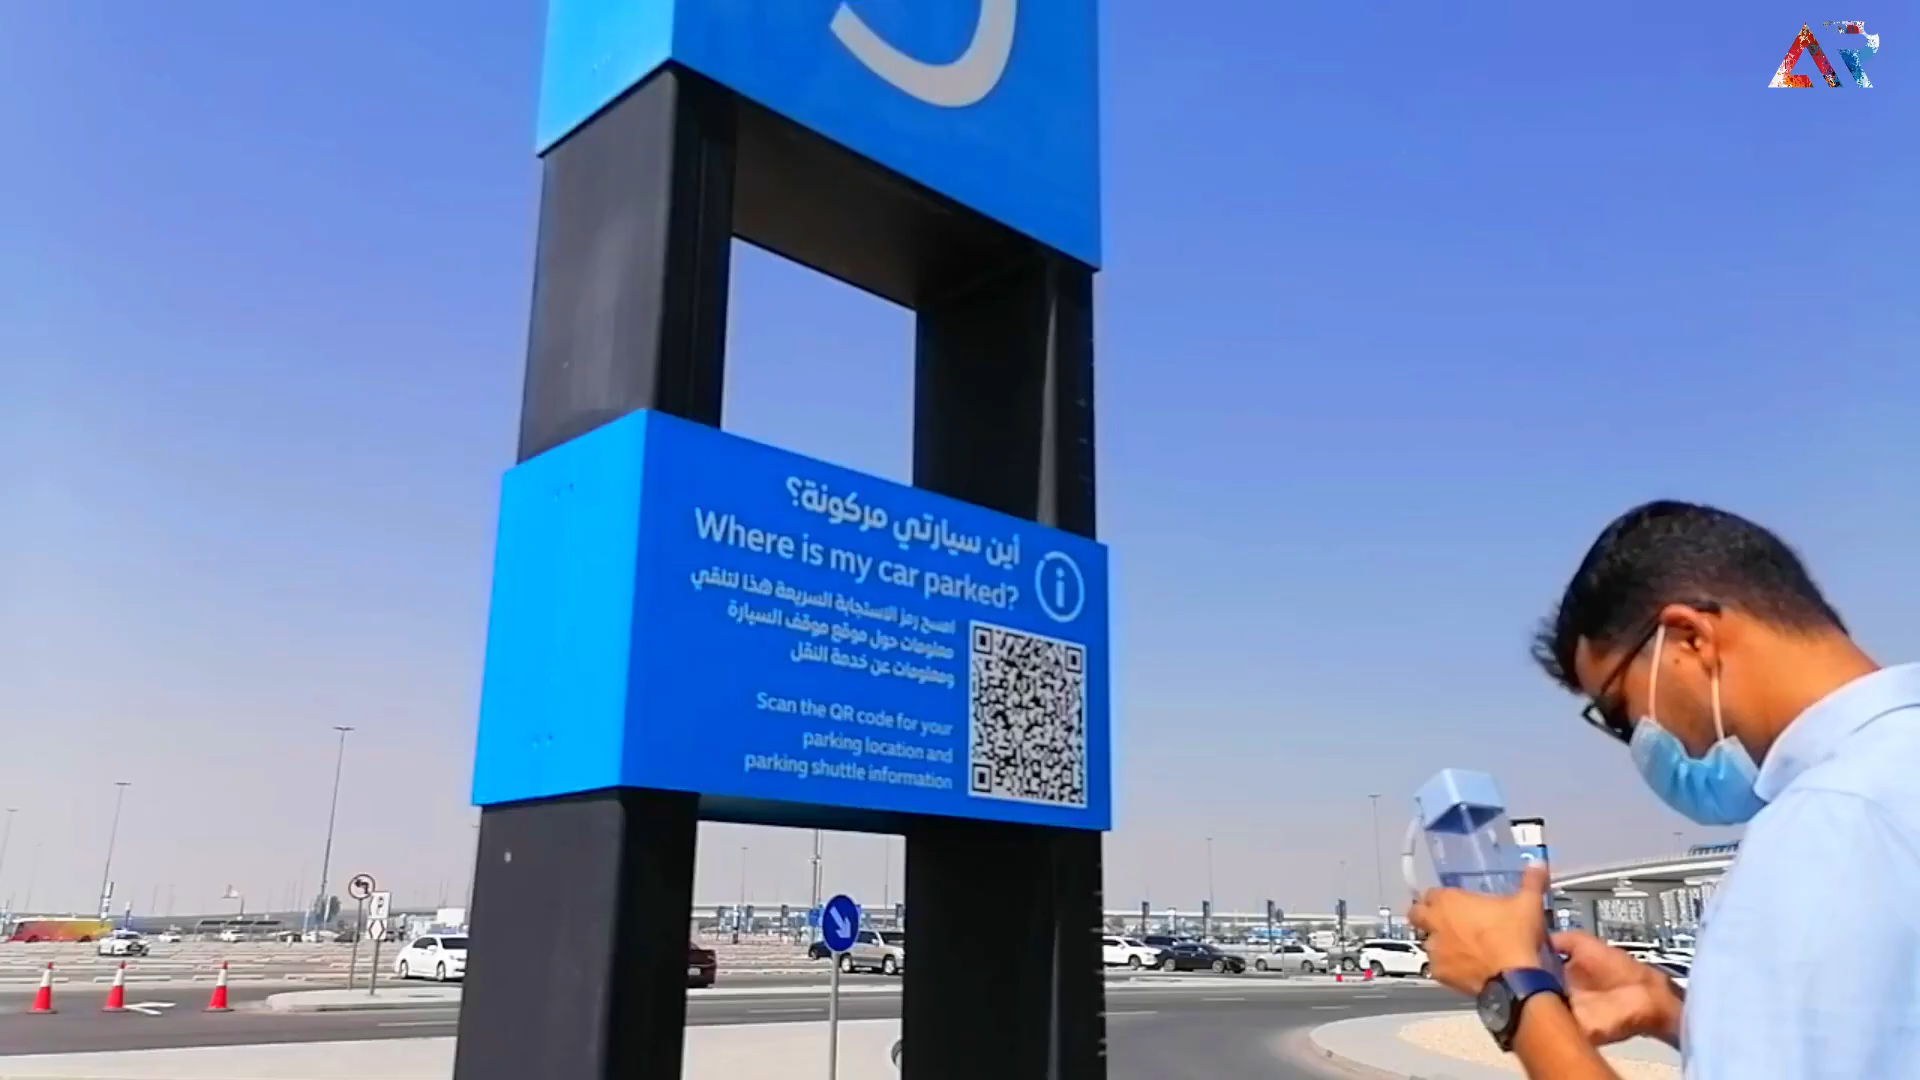 أين سيارتي مركونة؟
Where is my car parked?
i
امسح رمز الاستجابة السريعة هذا لتلقي
معلومات حول موقع موقف السيارة
ومعلومات عن خدمة النقل
Scan the QR code for your
parking location and
parking shuttle information
P
AR